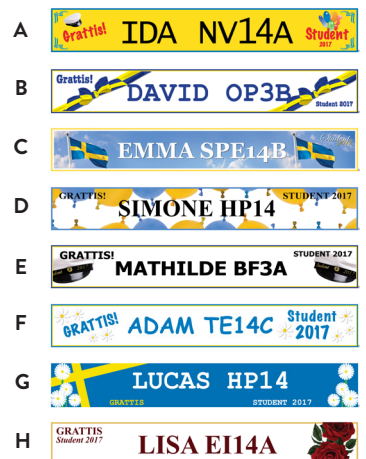 A
Grattis!
IDA NV14A
Student
2017
B
Grattis!
DAVID OP3B
Student 2017
C
EMMA SPE14B
Student
D
GRATTIS!
SIMONE HP14
STUDENT 2017
E
GRATTIS!
MATHILDE BF3A
STUDENT 2017
F
GRATTIS!
ADAM TE14C
Student
2017
G
LUCAS HP14
GRATTIS
STUDENT 2017
H
GRATTIS
Student 2017
LISA EI14A